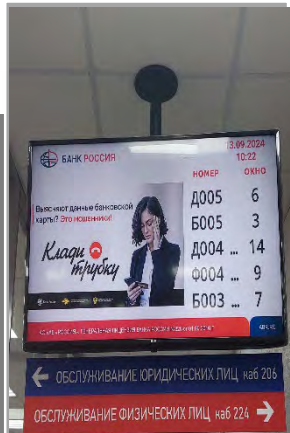 БАНК РОССИЯ
13.09.2024
10:22
НОМЕР ОКНО
Выясняют данные банковской
карты? Это мошенники!
Клади
трубку
Д005 6
Б005 3
Д004 ... 14
Ф004 ... 9
Б003 ... 7
← ОБСЛУЖИВАНИЕ ЮРИДИЧЕСКИХ ЛИЦ каб 206
ОБСЛУЖИВАНИЕ ФИЗИЧЕСКИХ ЛИЦ каб 224 →